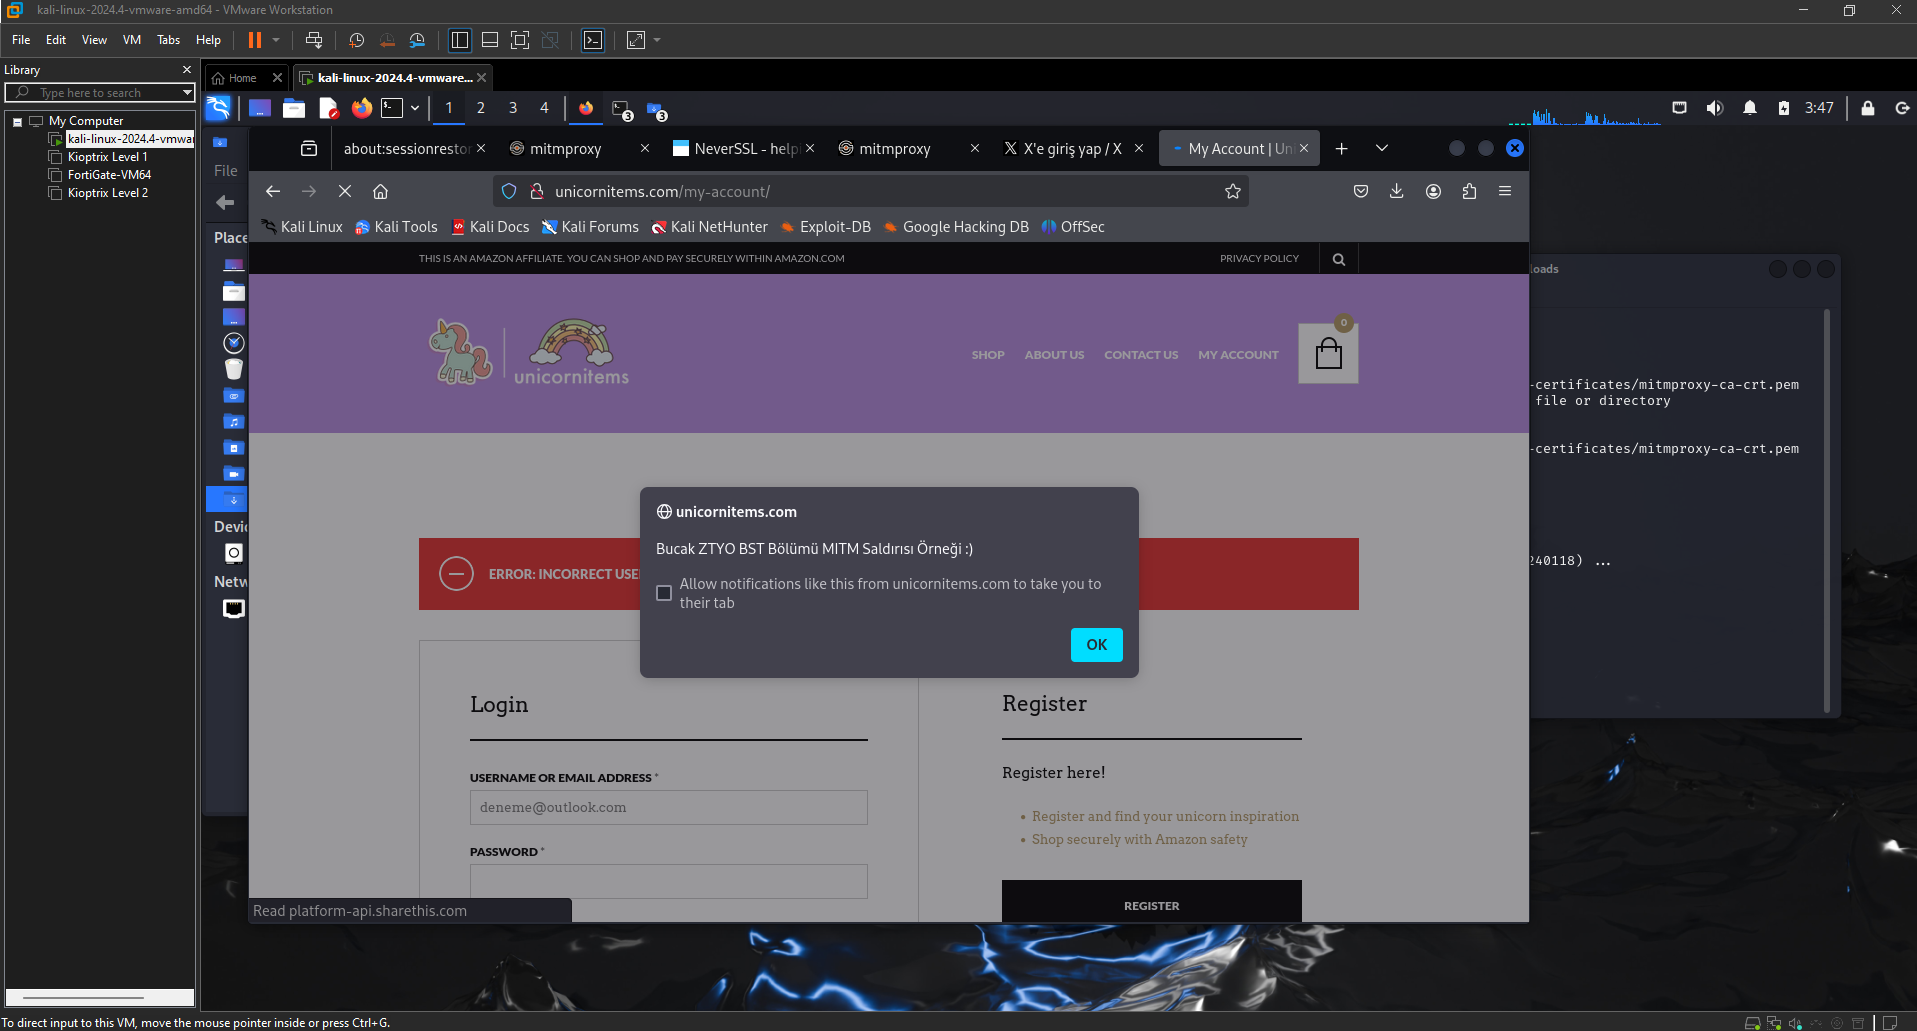 kali-linux-2024.4-vmware-amd64 - VMware Workstation
File Edit View VM Tabs Help
Library
Type here to search
My Computer
kali-linux-2024.4-vmwar
Kioptrix Level 1
FortiGate-VM64
Kioptrix Level 2
Home
kali-linux-2024.4-vmware...
1 2 3 4
3
3
3:47
File
about:sessionrestor
mitmproxy
NeverSSL - help
mitmproxy
X'e giriş yap / X
My Account | Un
unicornitems.com/my-account/
Kali Linux
Kali Tools
Kali Docs
Kali Forums
Kali NetHunter
Exploit-DB
Google Hacking DB
OffSec
Place
Devic
Netw
THIS IS AN AMAZON AFFILIATE. YOU CAN SHOP AND PAY SECURELY WITHIN AMAZON.COM
PRIVACY POLICY
unicornitems
SHOP
ABOUT US
CONTACT US
MY ACCOUNT
0
unicornitems.com
Bucak ZTYO BST Bölümü MITM Saldırısı Örneği :)
Allow notifications like this from unicornitems.com to take you to
their tab
OK
ERROR: INCORRECT USE
Login
USERNAME OR EMAIL ADDRESS *
deneme@outlook.com
PASSWORD *
Register
Register here!
• Register and find your unicorn inspiration
• Shop securely with Amazon safety
REGISTER
Read platform-api.sharethis.com
loads
-certificates/mitmproxy-ca-crt.pem
file or directory
-certificates/mitmproxy-ca-crt.pem
240118) ...
To direct input to this VM, move the mouse pointer inside or press Ctrl+G.